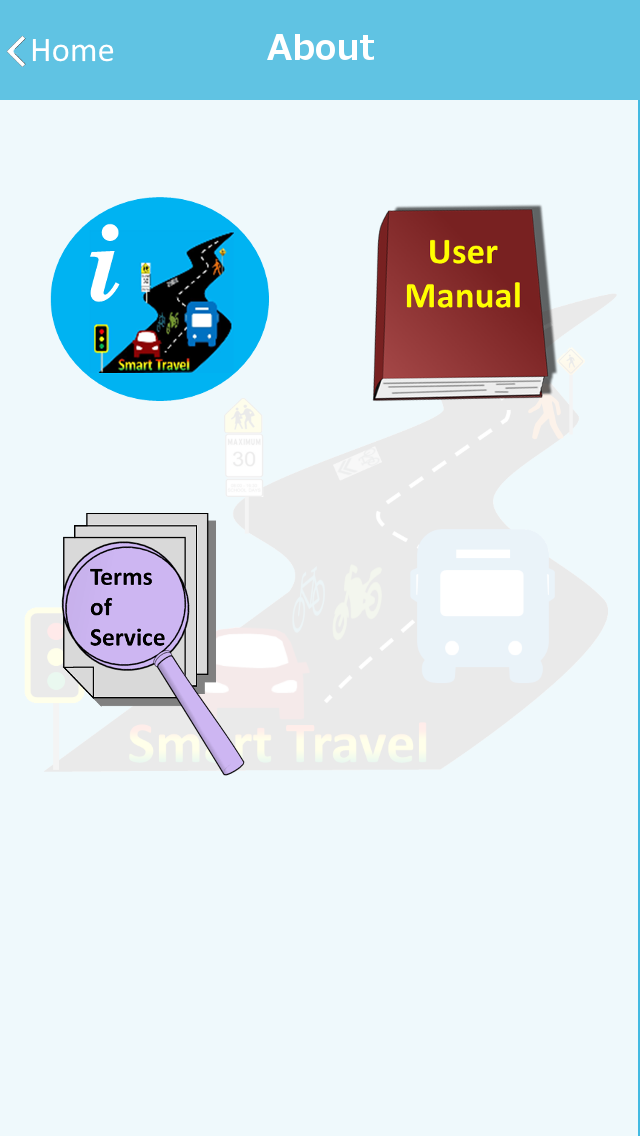 Home
About
i
Smart Travel
User
Manual
MAXIMUM
30
Terms
of
Service
Smart Travel